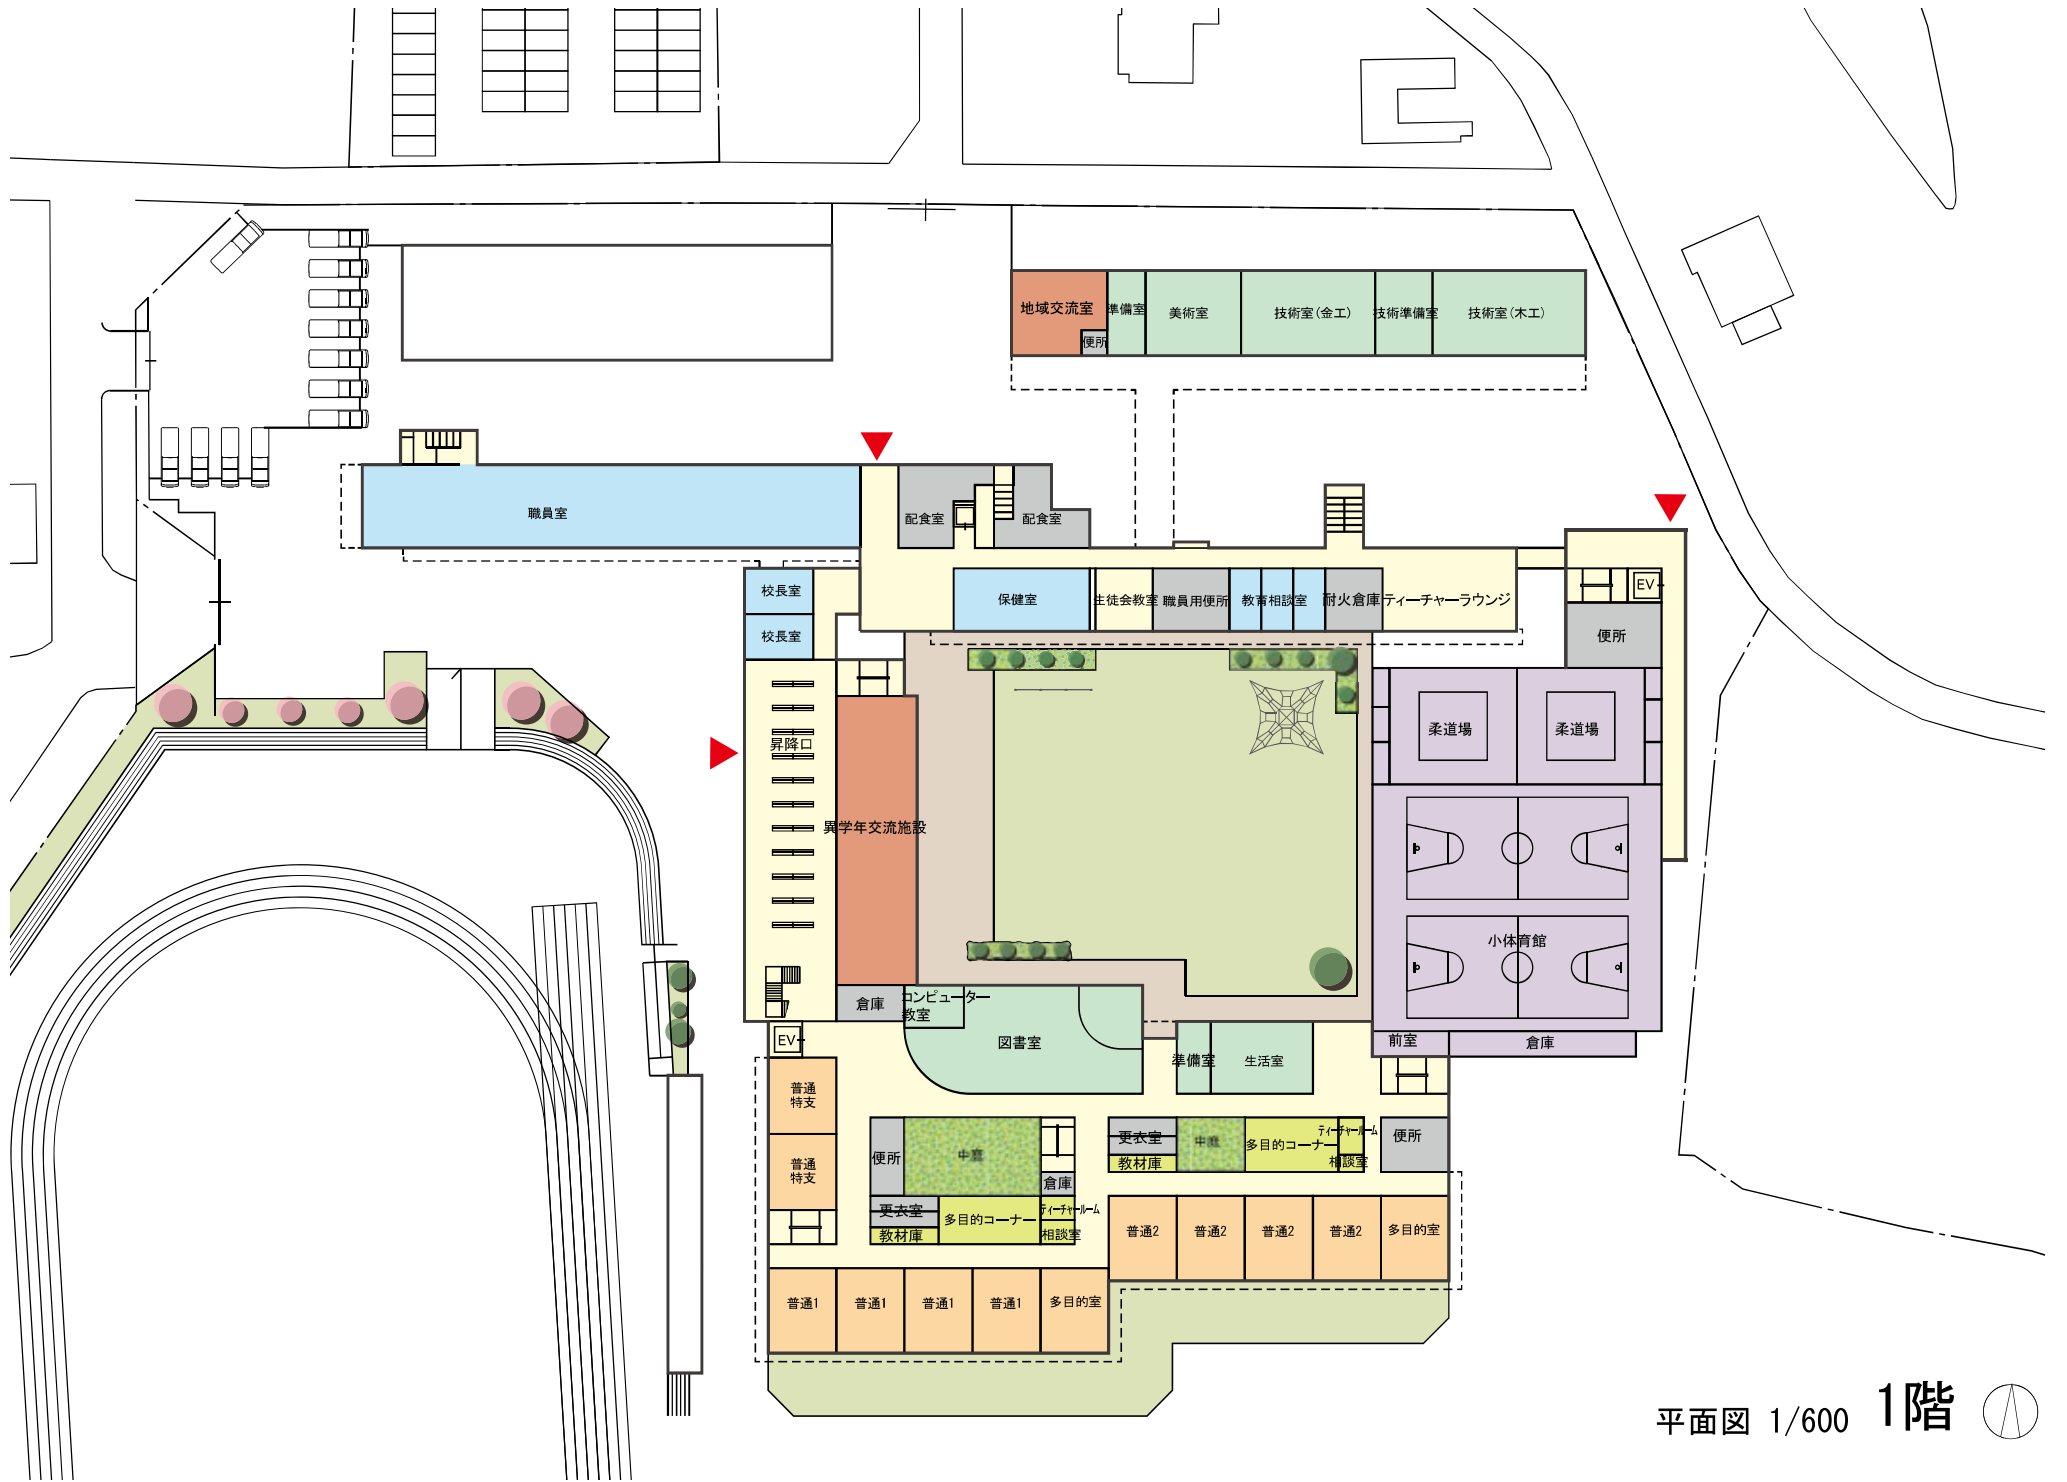 地域交流室
便所
準備室
美術室
技術室(金工)
技術準備室
技術室(木工)
職員室
配食室
配食室
校長室
校長室
保健室
生徒会教室
職員用便所
教育相談室
耐火倉庫
ティーチャーラウンジ
EV
便所
柔道場
柔道場
昇降口
異学年交流施設
小体育館
倉庫
コンピューター
教室
図書室
EV
準備室
生活室
前室
倉庫
普通
特支
普通
特支
便所
中庭
倉庫
更衣室
教材庫
多目的コーナー
ティーチャールーム
相談室
更衣室
教材庫
中庭
多目的コーナー
ティーチャールーム
相談室
便所
普通2
普通2
普通2
普通2
多目的室
普通1
普通1
普通1
普通1
多目的室
平面図 1/600 1階